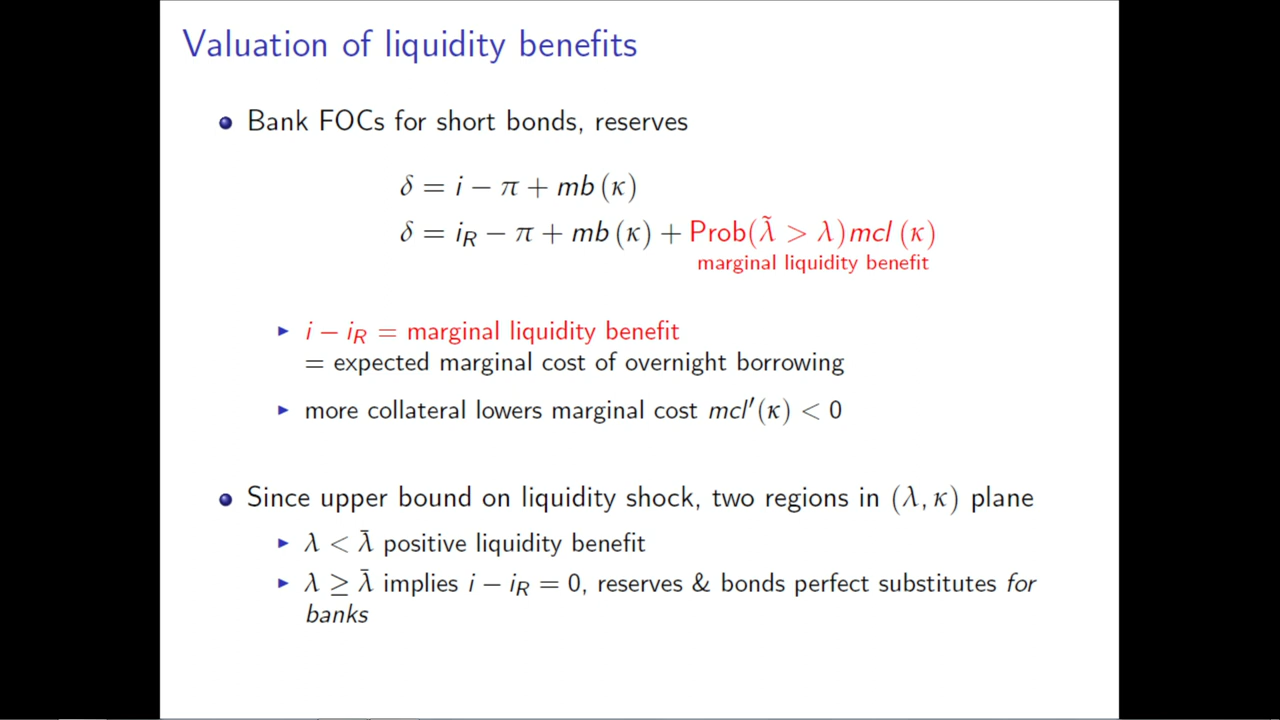 Valuation of liquidity benefits
Bank FOCs for short bonds, reserves
δ = i − π + mb (κ)
δ = i_R − π + mb (κ) + Prob(λ̃ > λ)mcl (κ)
marginal liquidity benefit
i − i_R = marginal liquidity benefit
= expected marginal cost of overnight borrowing
more collateral lowers marginal cost mcl′(κ) < 0
Since upper bound on liquidity shock, two regions in (λ, κ) plane
λ < λ̄ positive liquidity benefit
λ ≥ λ̄ implies i − i_R = 0, reserves & bonds perfect substitutes for
banks